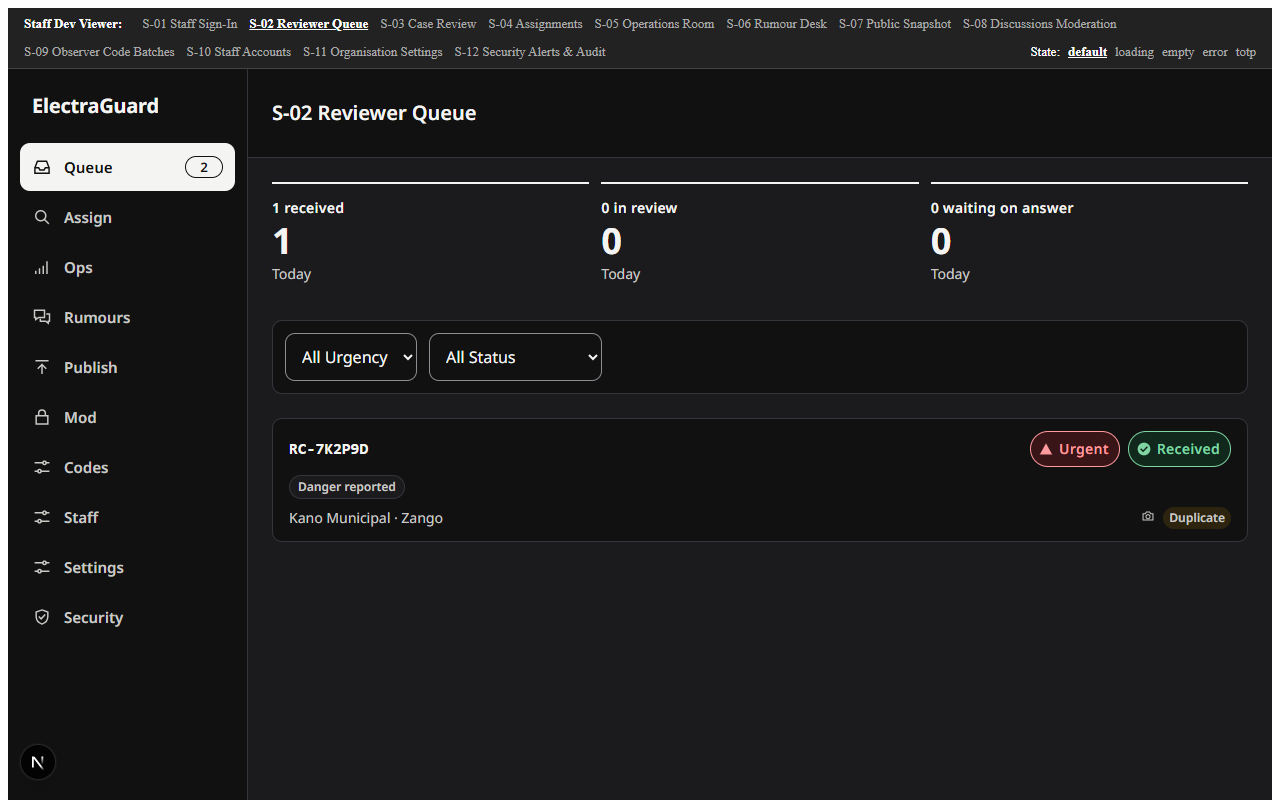 Staff Dev Viewer: S-01 Staff Sign-In S-02 Reviewer Queue S-03 Case Review S-04 Assignments S-05 Operations Room S-06 Rumour Desk S-07 Public Snapshot S-08 Discussions Moderation
S-09 Observer Code Batches S-10 Staff Accounts S-11 Organisation Settings S-12 Security Alerts & Audit State: default loading empty error totp
ElectraGuard
S-02 Reviewer Queue
Queue 2
Assign
Ops
Rumours
Publish
Mod
Codes
Staff
Settings
Security
N
1 received
1
Today
0 in review
0
Today
0 waiting on answer
0
Today
All Urgency All Status
RC-7K2P9D Urgent Received
Danger reported
Kano Municipal · Zango Duplicate